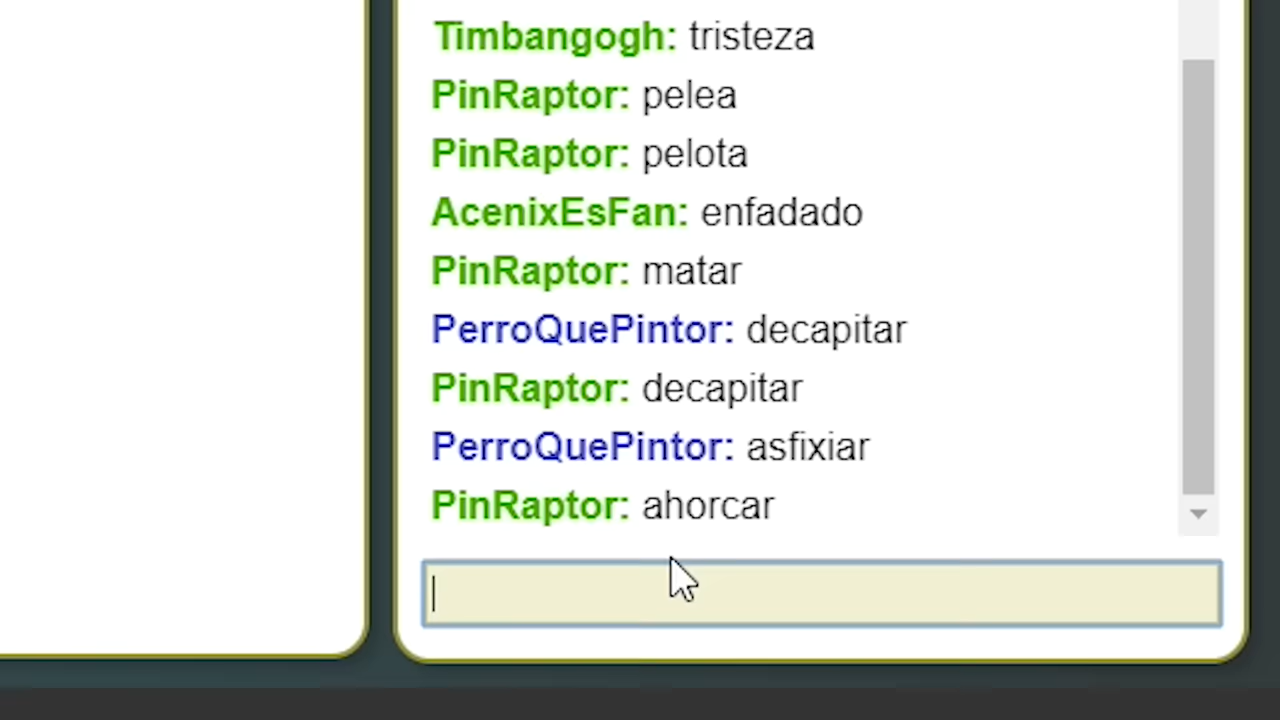 Timbangogh: tristeza
PinRaptor: pelea
PinRaptor: pelota
AcenixEsFan: enfadado
PinRaptor: matar
PerroQuePintor: decapitar
PinRaptor: decapitar
PerroQuePintor: asfixiar
PinRaptor: ahorcar